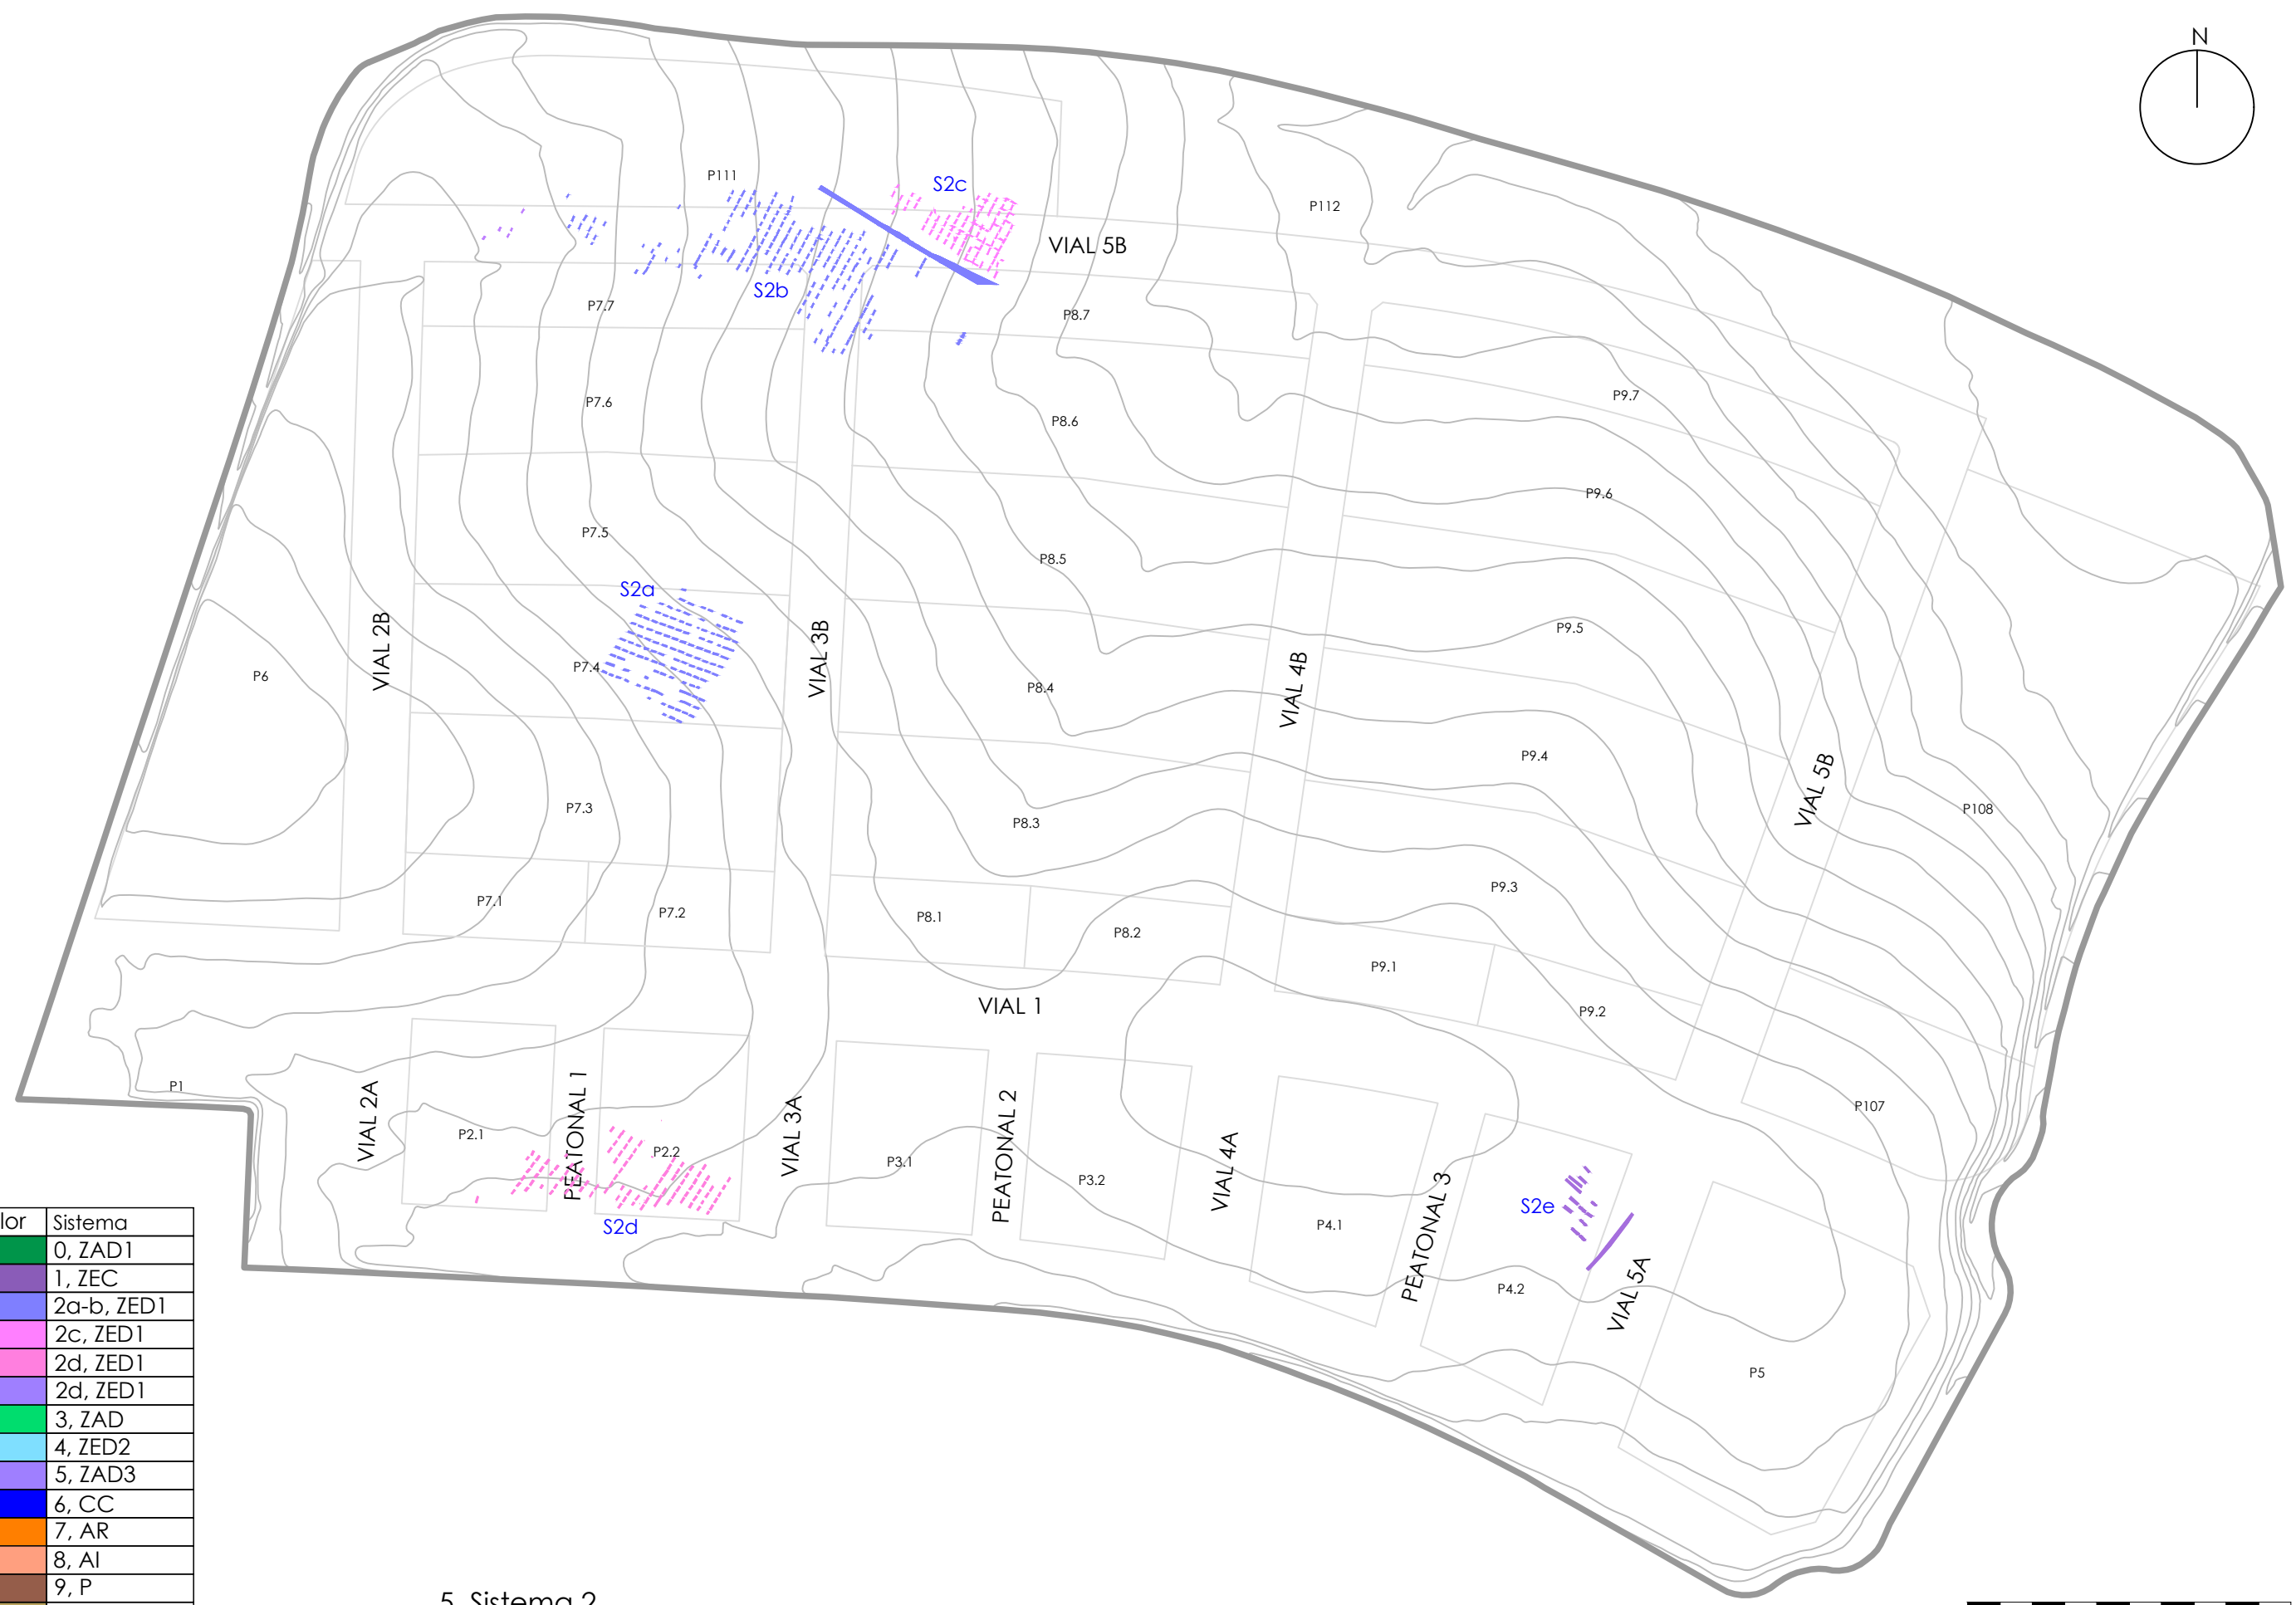 N
P111
S2c
P112
VIAL 5B
S2b
P7.7
P8.7
P9.7
P7.6
P8.6
P9.6
P7.5
P8.5
S2a
P9.5
VIAL 2B
VIAL 3B
P7.4
P6
P8.4
VIAL 4B
P9.4
VIAL 5B
P7.3
P8.3
P108
P9.3
P7.1
P7.2
P8.1
P8.2
P9.1
VIAL 1
P9.2
P1
P107
VIAL 2A
P2.1
PEATONAL 1
P2.2
VIAL 3A
P3.1
PEATONAL 2
P3.2
VIAL 4A
P4.1
PEATONAL 3
S2e
P4.2
VIAL 5A
S2d
P5
lor Sistema
0, ZAD1
1, ZEC
2a-b, ZED1
2c, ZED1
2d, ZED1
2d, ZED1
3, ZAD
4, ZED2
5, ZAD3
6, CC
7, AR
8, AI
9, P
5. Sistema 2